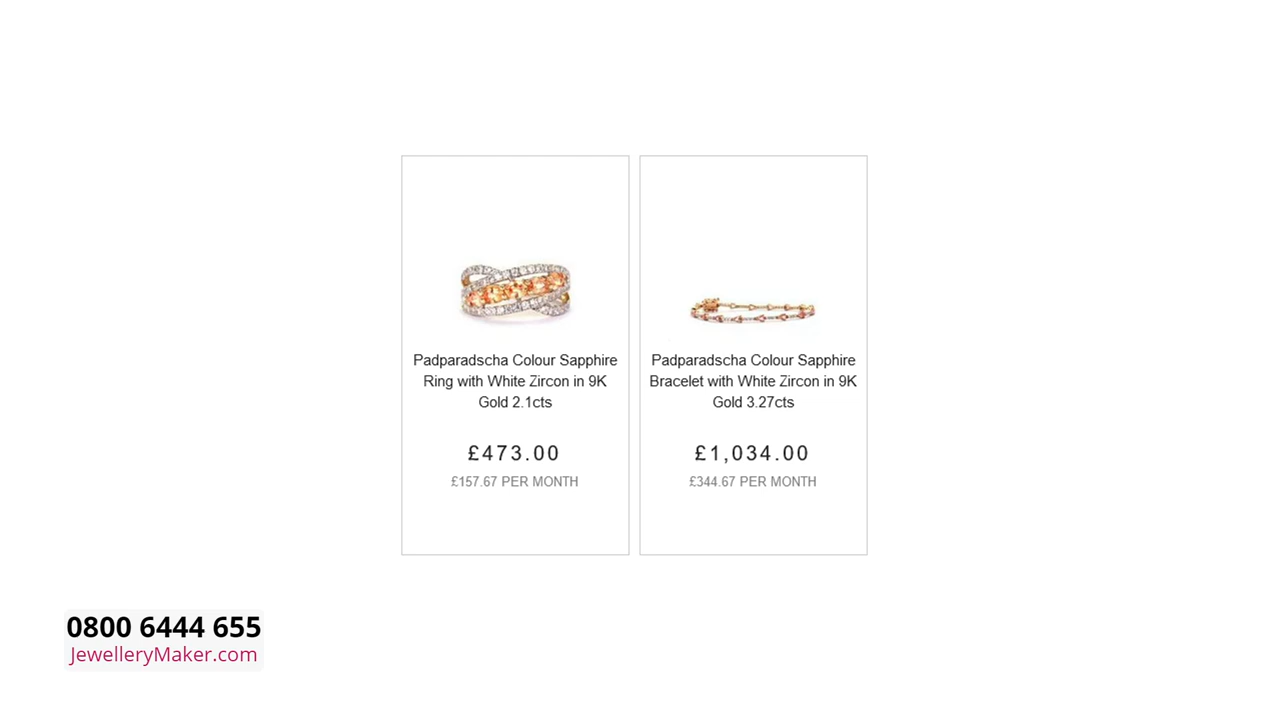 Padparadscha Colour Sapphire
Ring with White Zircon in 9K
Gold 2.1cts
£473.00
£157.67 PER MONTH
Padparadscha Colour Sapphire
Bracelet with White Zircon in 9K
Gold 3.27cts
£1,034.00
£344.67 PER MONTH
0800 6444 655
JewelleryMaker.com